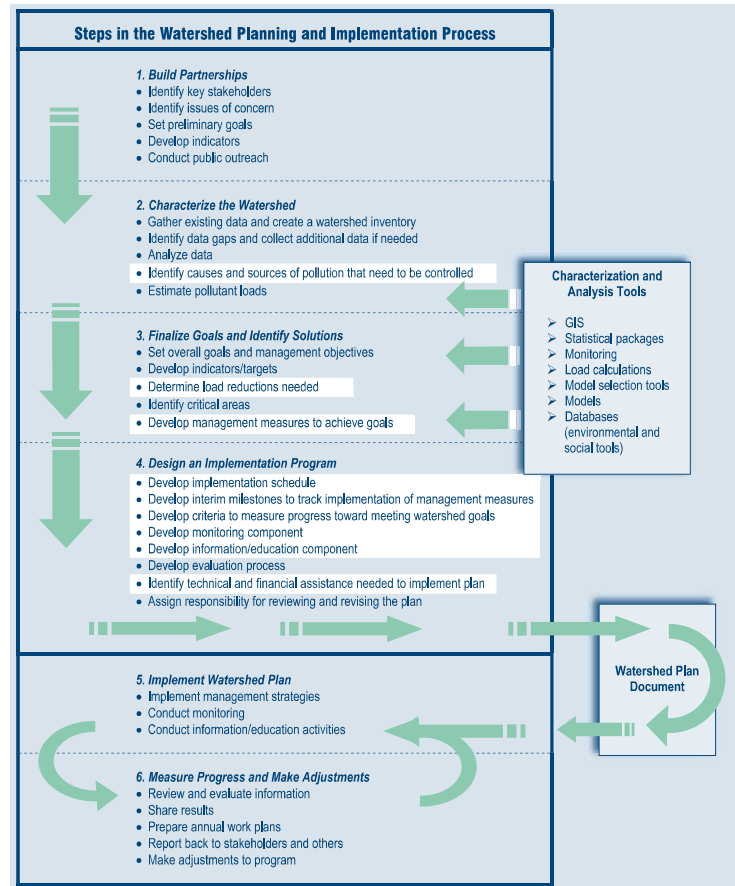 Steps in the Watershed Planning and Implementation Process
1. Build Partnerships
• Identify key stakeholders
• Identify issues of concern
• Set preliminary goals
• Develop indicators
• Conduct public outreach
2. Characterize the Watershed
• Gather existing data and create a watershed inventory
• Identify data gaps and collect additional data if needed
• Analyze data
• Identify causes and sources of pollution that need to be controlled
• Estimate pollutant loads
3. Finalize Goals and Identify Solutions
• Set overall goals and management objectives
• Develop indicators/targets
• Determine load reductions needed
• Identify critical areas
• Develop management measures to achieve goals
Characterization and
Analysis Tools
➢ GIS
➢ Statistical packages
➢ Monitoring
➢ Load calculations
➢ Model selection tools
➢ Models
➢ Databases
(environmental and
social tools)
4. Design an Implementation Program
• Develop implementation schedule
• Develop interim milestones to track implementation of management measures
• Develop criteria to measure progress toward meeting watershed goals
• Develop monitoring component
• Develop information/education component
• Develop evaluation process
• Identify technical and financial assistance needed to implement plan
• Assign responsibility for reviewing and revising the plan
Watershed Plan
Document
5. Implement Watershed Plan
• Implement management strategies
• Conduct monitoring
• Conduct information/education activities
6. Measure Progress and Make Adjustments
• Review and evaluate information
• Share results
• Prepare annual work plans
• Report back to stakeholders and others
• Make adjustments to program